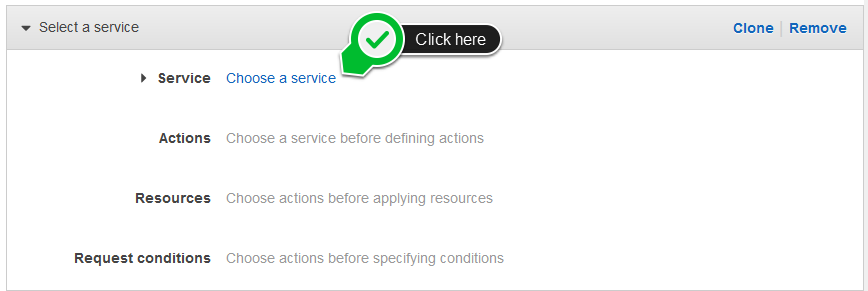 Select a service
Clone | Remove
Click here
Service Choose a service
Actions Choose a service before defining actions
Resources Choose actions before applying resources
Request conditions Choose actions before specifying conditions